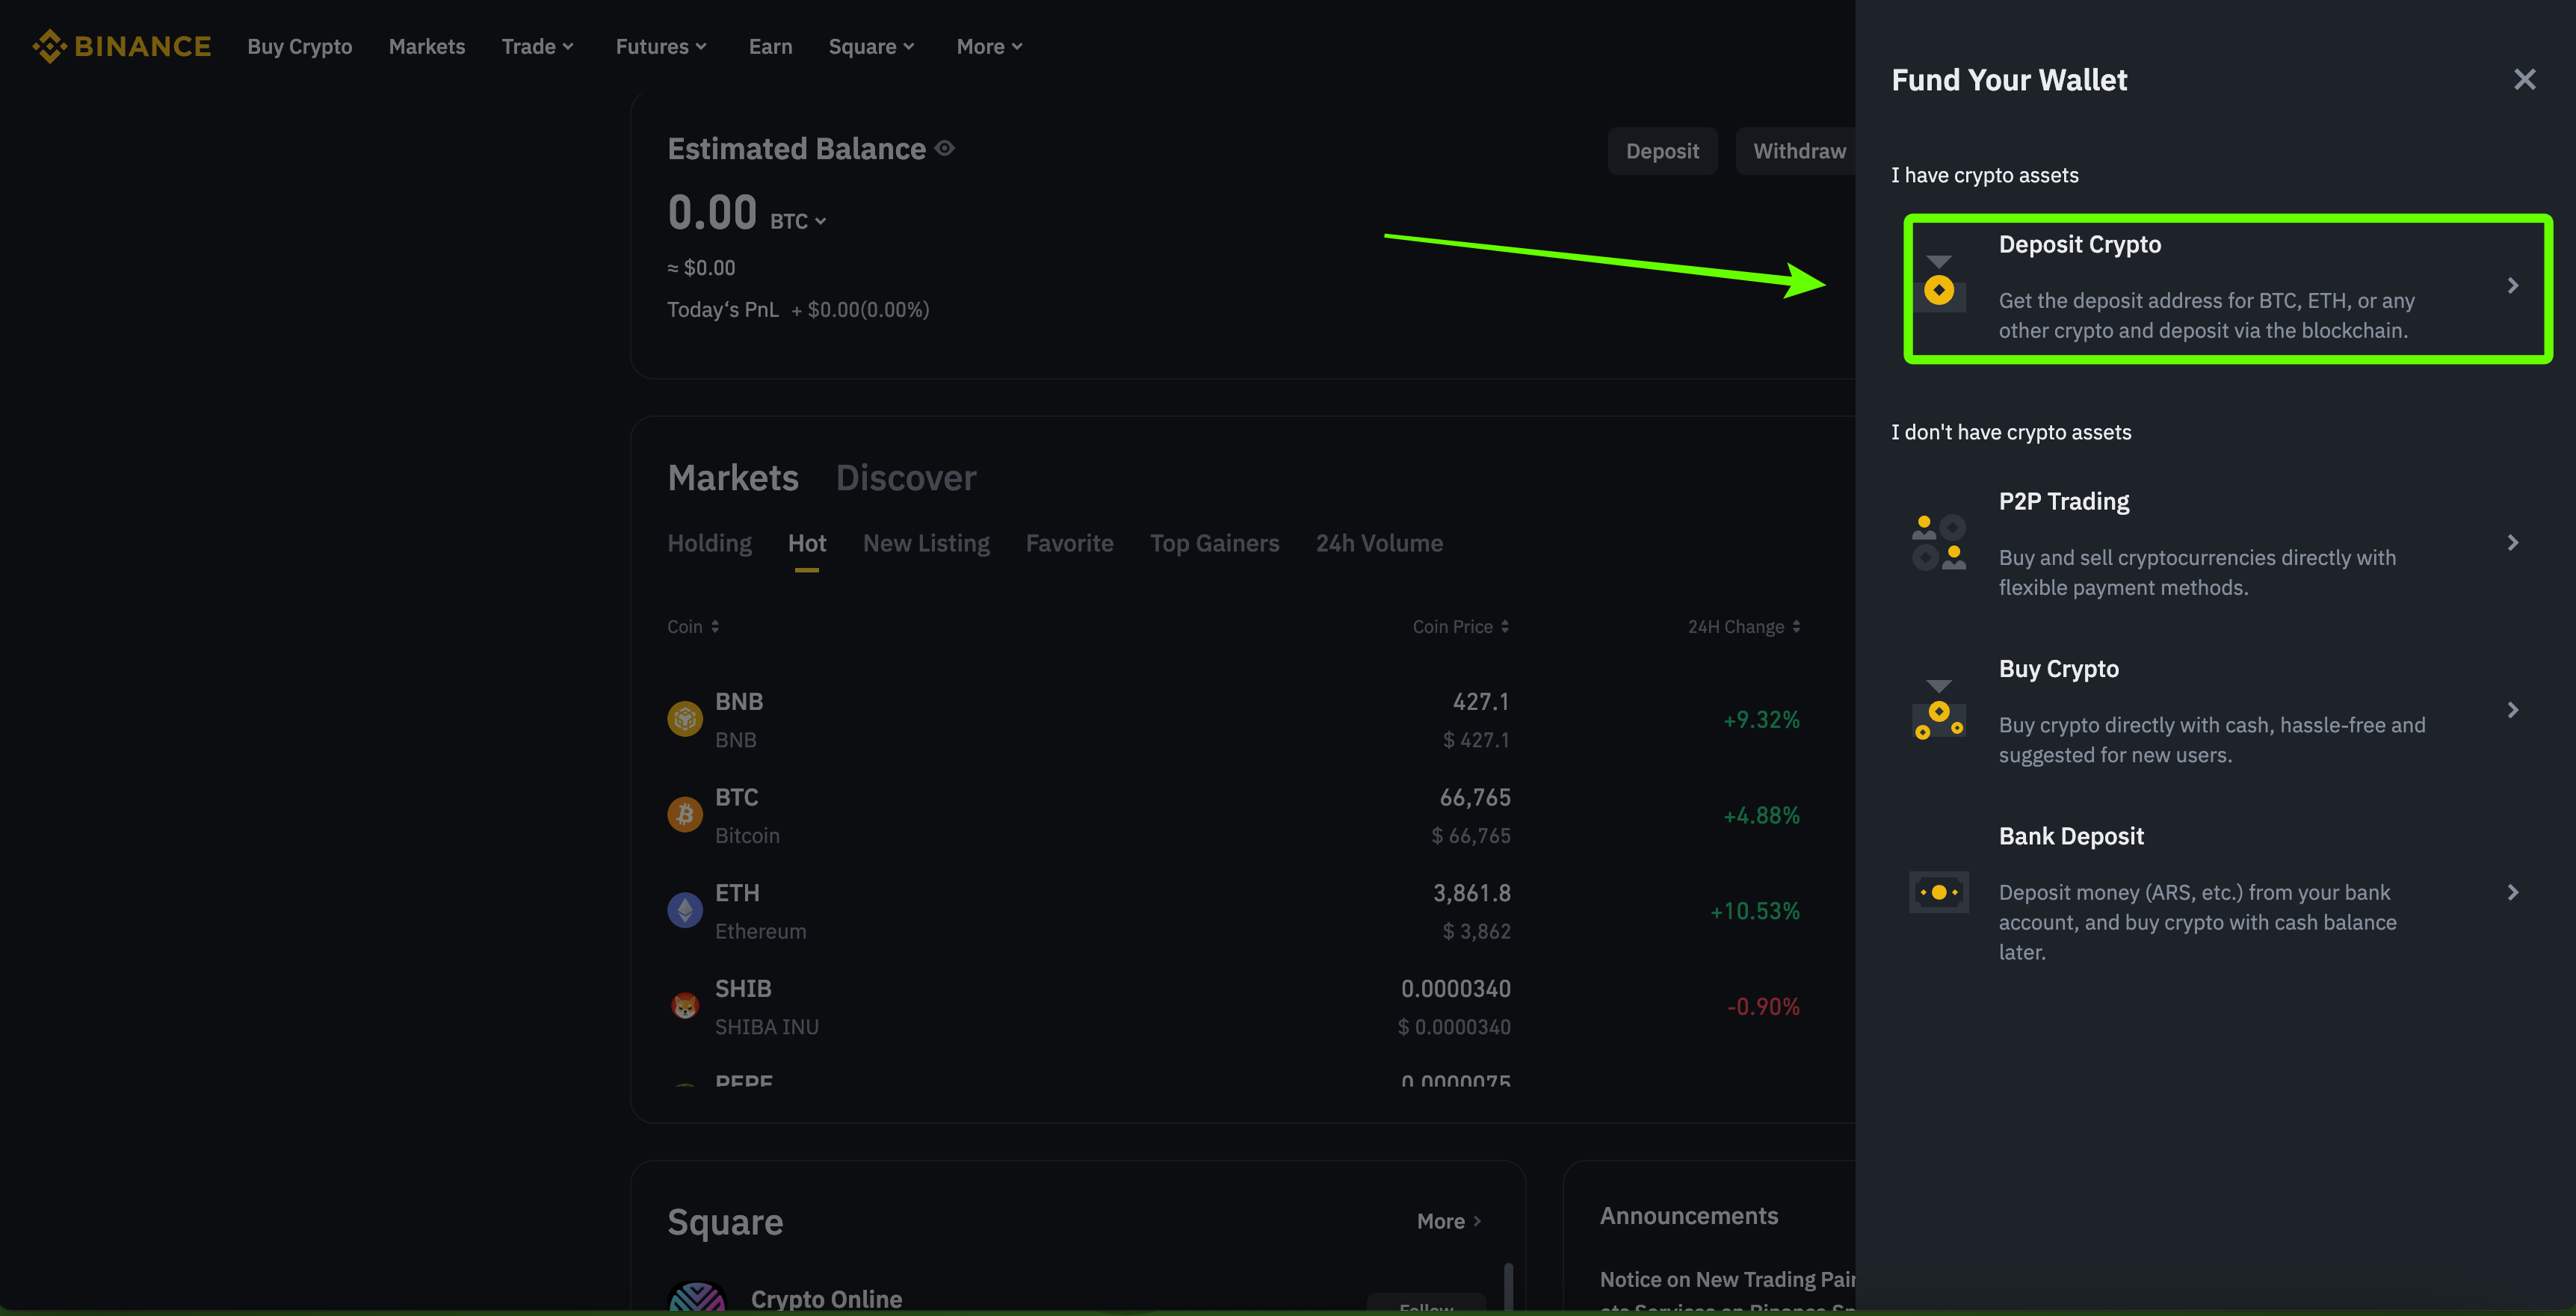 BINANCE Buy Crypto Markets Trade Futures Earn Square More
Estimated Balance
Deposit Withdraw
0.00 BTC
≈ $0.00
Today‘s PnL + $0.00(0.00%)
Markets Discover
Holding Hot New Listing Favorite Top Gainers 24h Volume
Coin Coin Price 24H Change
BNB 427.1
BNB $ 427.1 +9.32%
BTC 66,765
Bitcoin $ 66,765 +4.88%
ETH 3,861.8
Ethereum $ 3,862 +10.53%
SHIB 0.0000340
SHIBA INU $ 0.0000340 -0.90%
PEPE 0.0000075
Square More
Crypto Online
Follow
Announcements
Notice on New Trading Pair
Services on Binance
Fund Your Wallet
I have crypto assets
Deposit Crypto
Get the deposit address for BTC, ETH, or any
other crypto and deposit via the blockchain.
I don't have crypto assets
P2P Trading
Buy and sell cryptocurrencies directly with
flexible payment methods.
Buy Crypto
Buy crypto directly with cash, hassle-free and
suggested for new users.
Bank Deposit
Deposit money (ARS, etc.) from your bank
account, and buy crypto with cash balance
later.